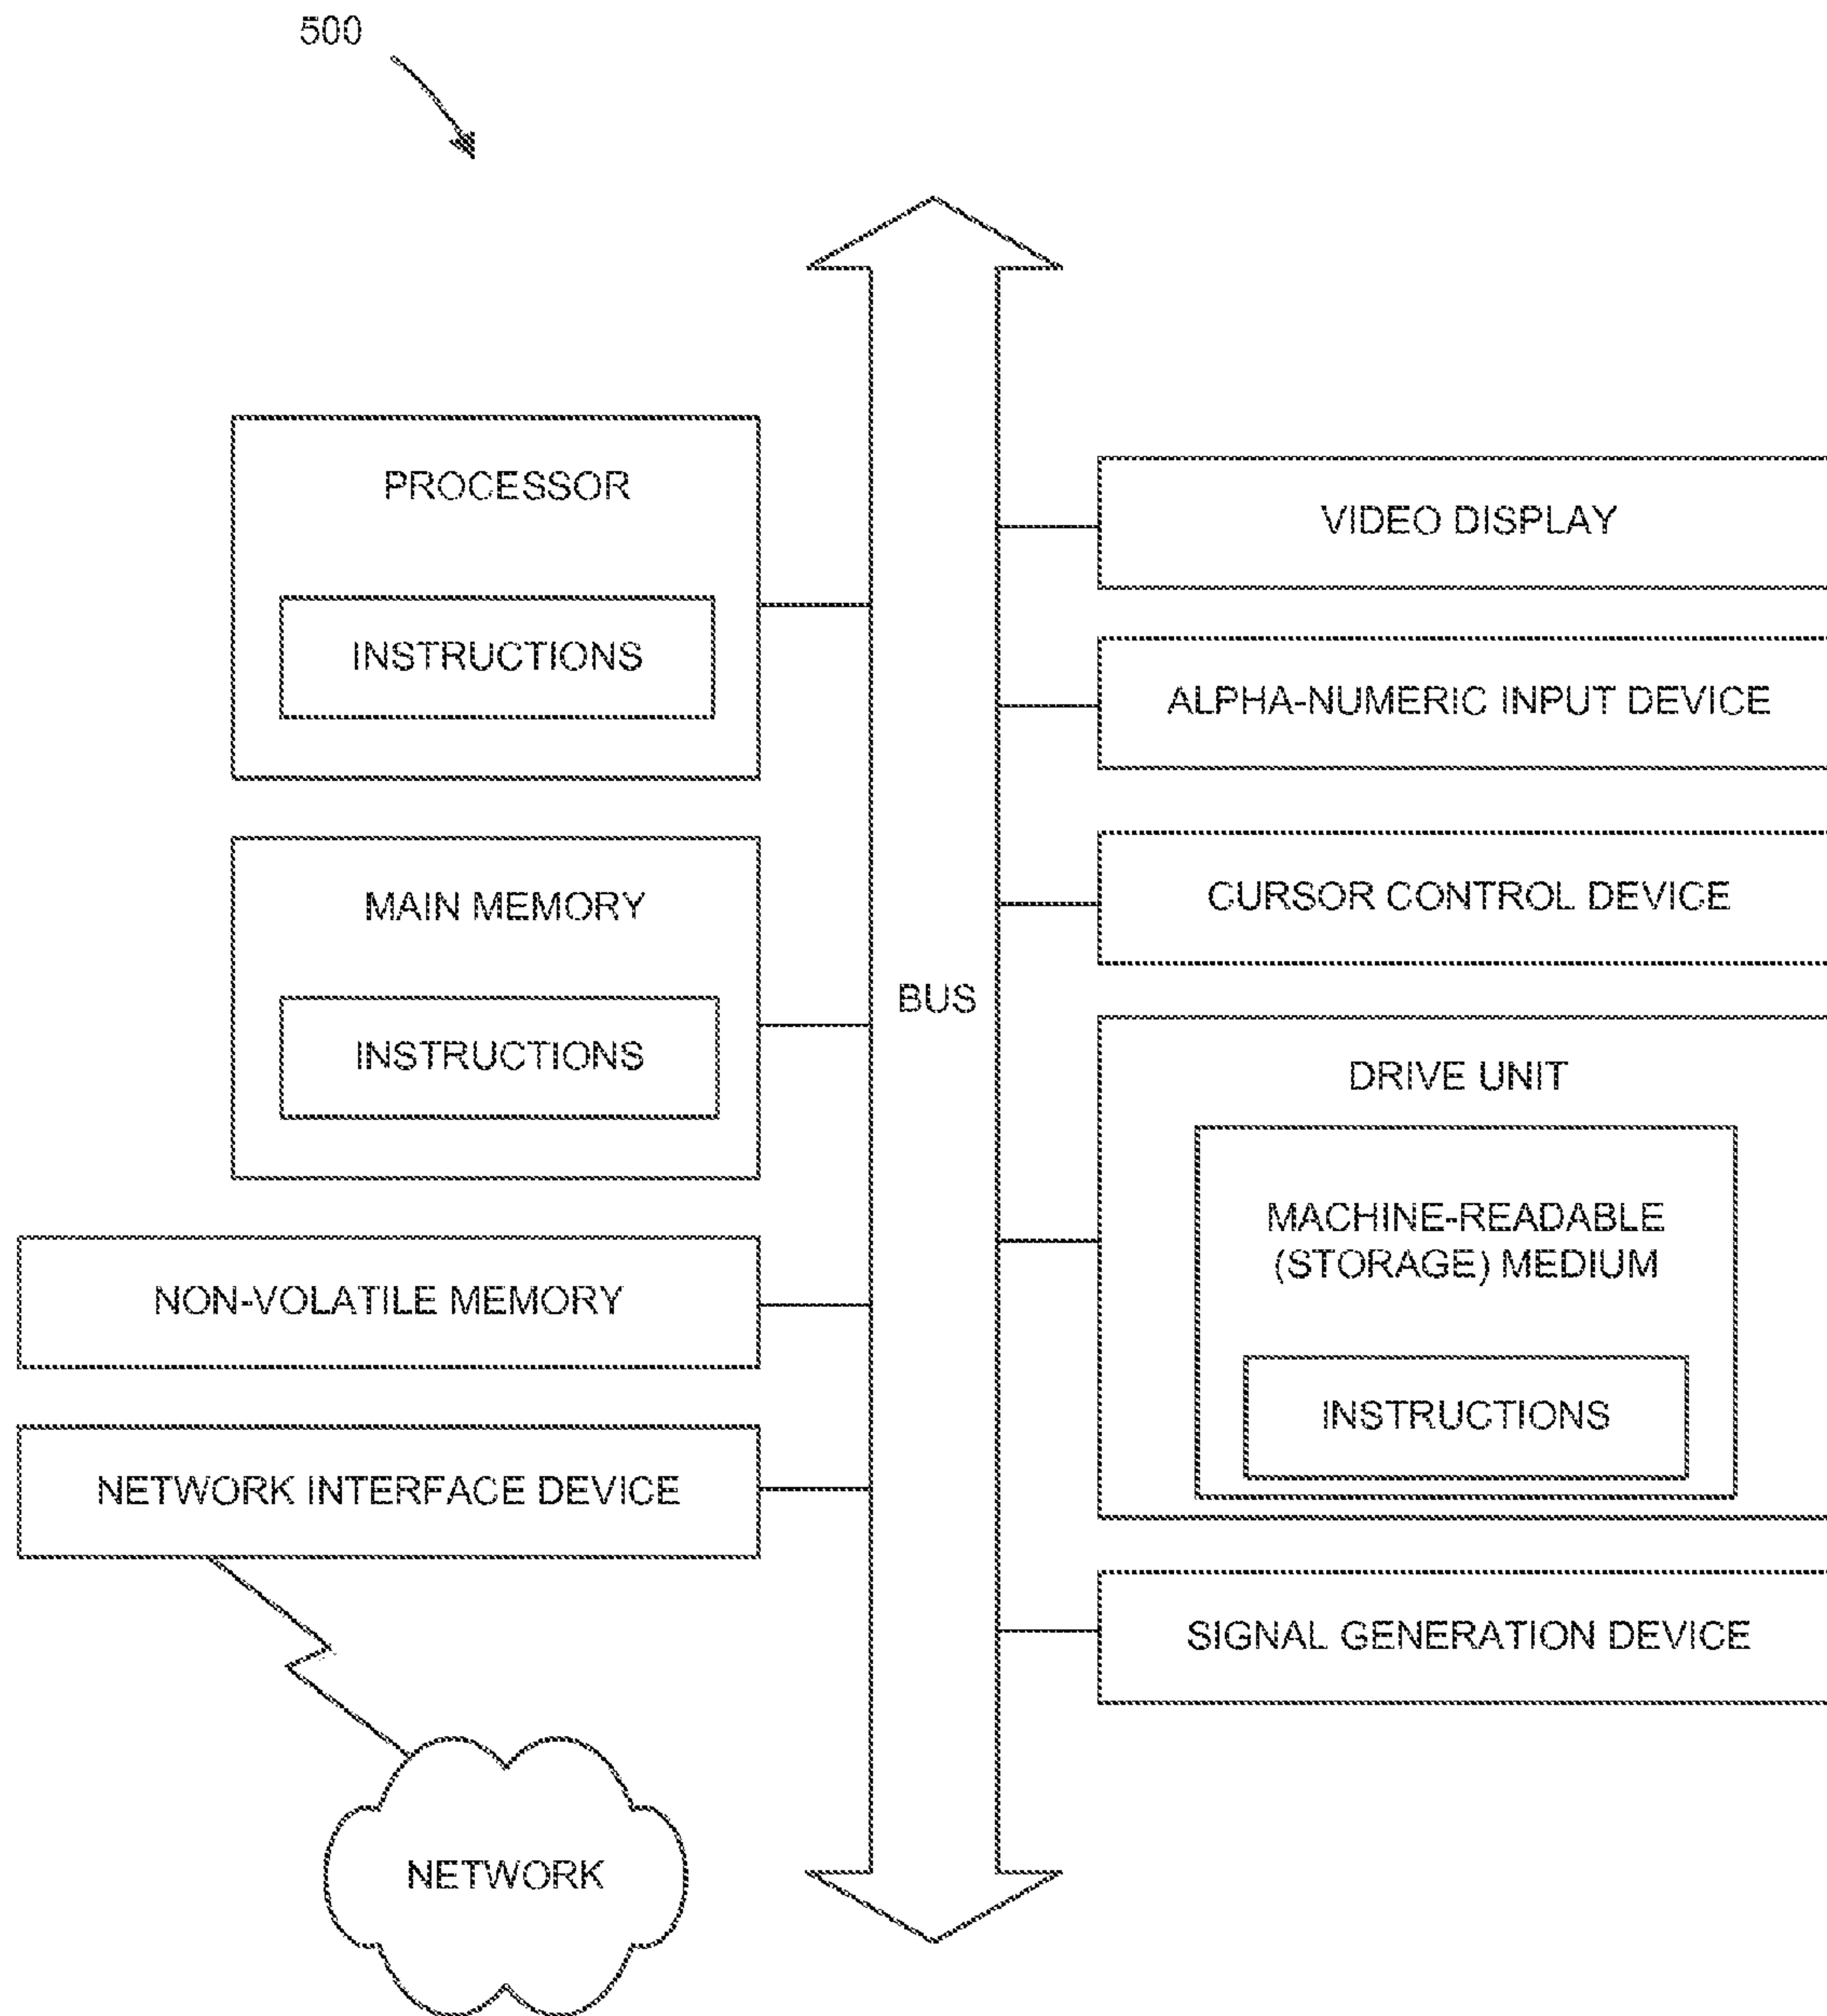 500
PROCESSOR
INSTRUCTIONS
MAIN MEMORY
INSTRUCTIONS
NON-VOLATILE MEMORY
NETWORK INTERFACE DEVICE
NETWORK
BUS
VIDEO DISPLAY
ALPHA-NUMERIC INPUT DEVICE
CURSOR CONTROL DEVICE
DRIVE UNIT
MACHINE-READABLE
(STORAGE) MEDIUM
INSTRUCTIONS
SIGNAL GENERATION DEVICE